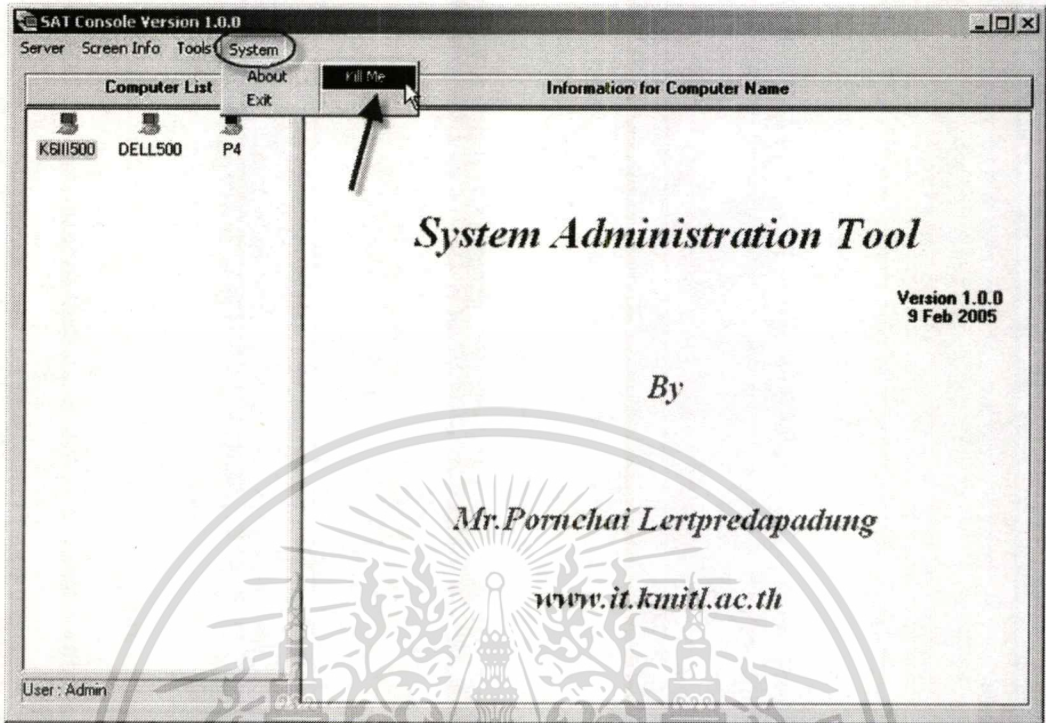 SAT Console Version 1.0.0
Server Screen Info Tools System
About Kill Me
Exit
Computer List
Information for Computer Name
K6III500 DELL500 P4
System Administration Tool
Version 1.0.0
9 Feb 2005
By
Mr.Pornchai Lertpredapadung
www.it.kmitl.ac.th
User : Admin